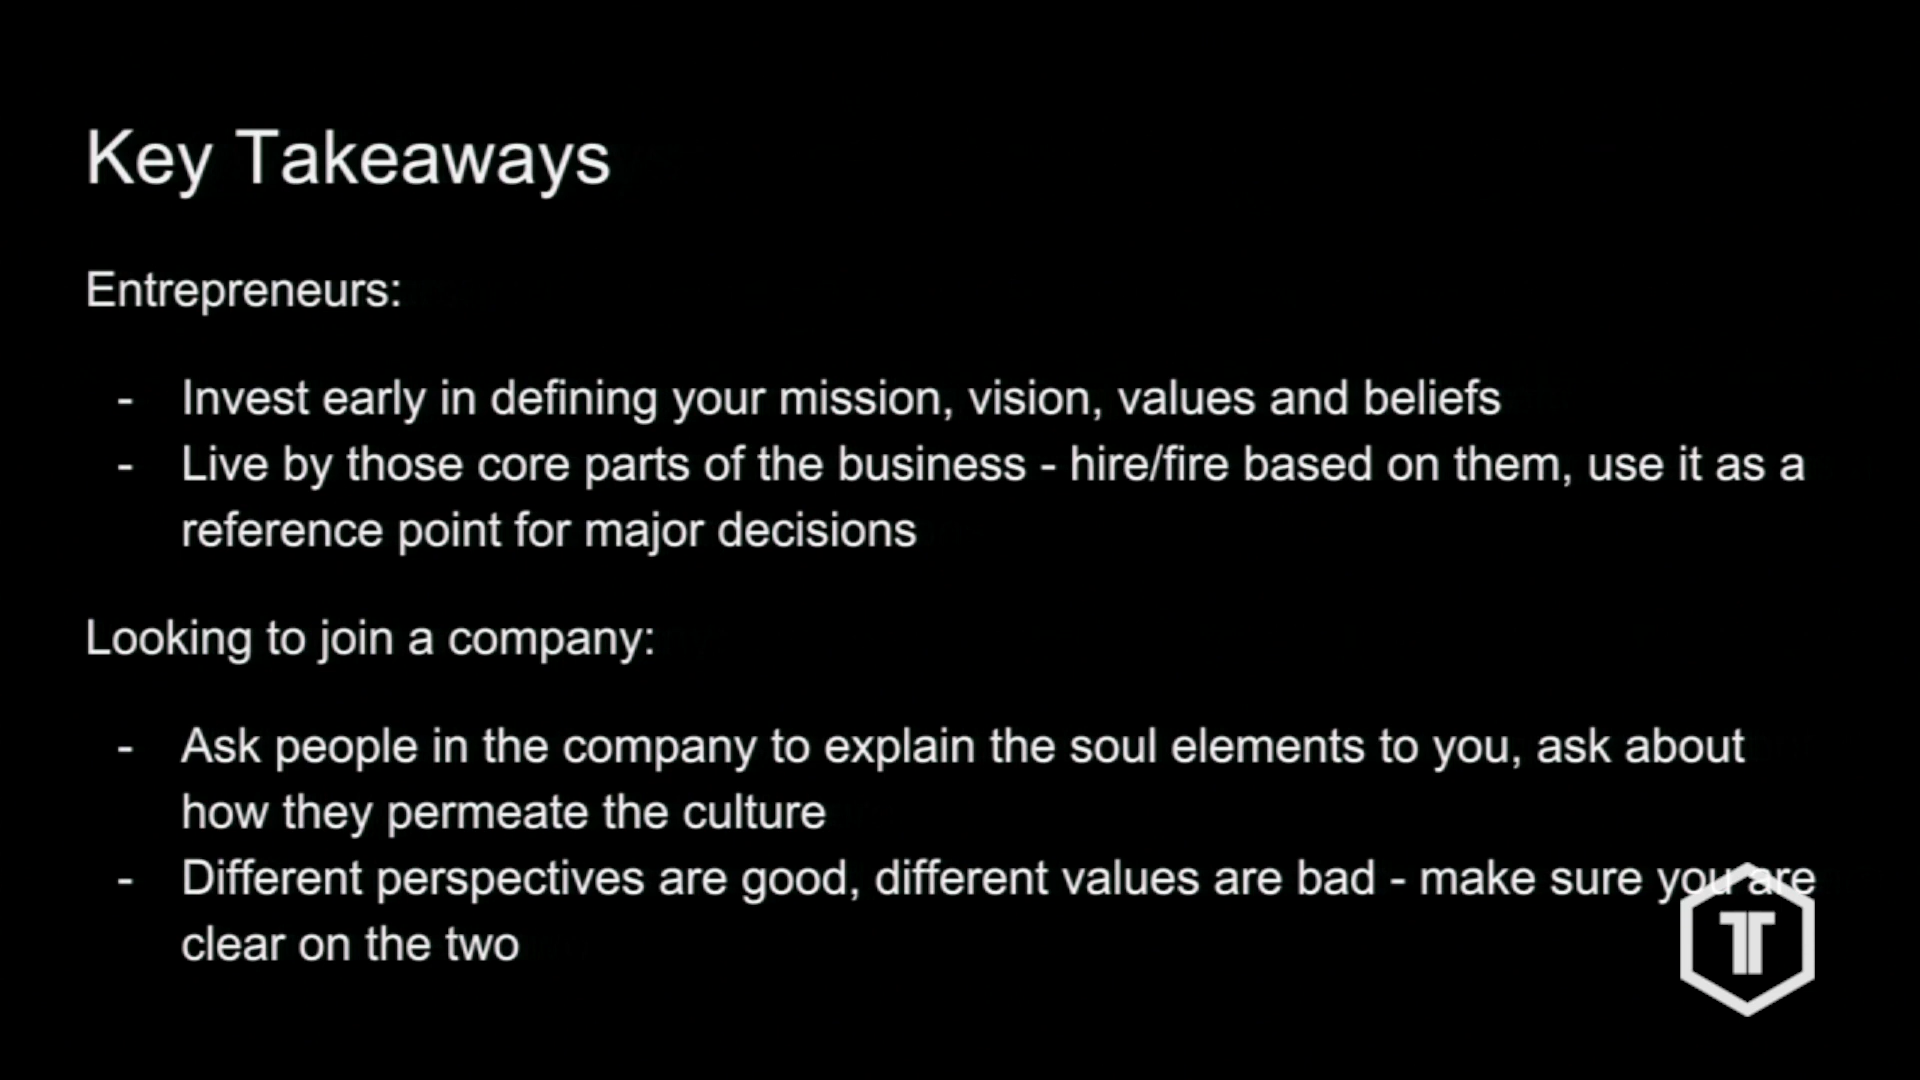 Key Takeaways
Entrepreneurs:
- Invest early in defining your mission, vision, values and beliefs
- Live by those core parts of the business - hire/fire based on them, use it as a
reference point for major decisions
Looking to join a company:
- Ask people in the company to explain the soul elements to you, ask about
how they permeate the culture
- Different perspectives are good, different values are bad - make sure you are
clear on the two